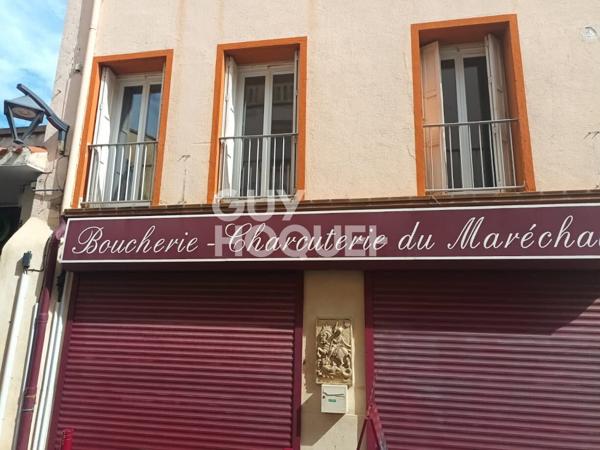 Boucherie - Charcuterie du Maréchal
GUY
HOQUET